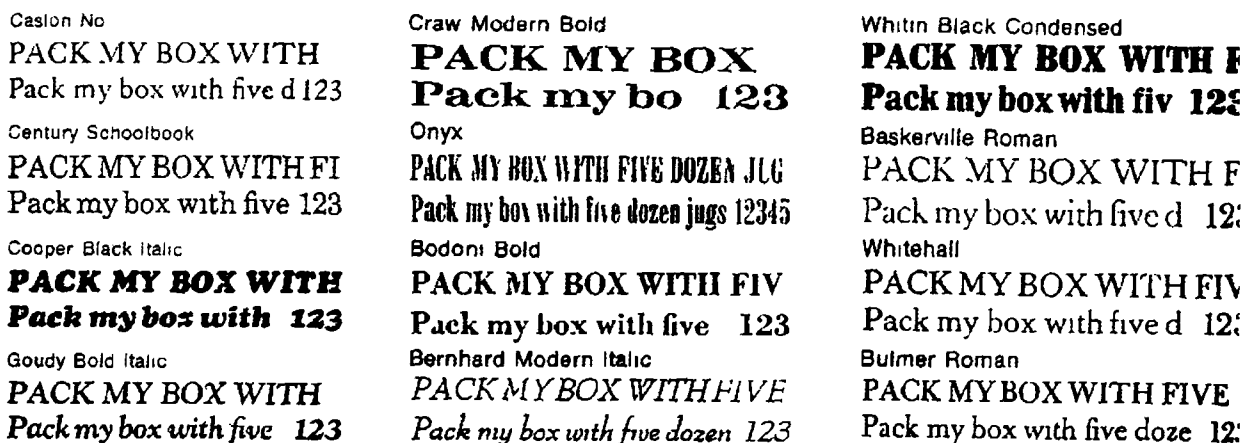 Caslon No
PACK MY BOX WITH
Pack my box with five d 123
Century Schoolbook
PACK MY BOX WITH FI
Pack my box with five 123
Cooper Black Italic
PACK MY BOX WITH
Pack my box with 123
Goudy Bold Italic
PACK MY BOX WITH
Pack my box with five 123
Craw Modern Bold
PACK MY BOX
Pack my bo 123
Onyx
PACK MY BOX WITH FIVE DOZEN JUG
Pack my box with five dozen jugs 12345
Bodoni Bold
PACK MY BOX WITH FIV
Pack my box with five 123
Bernhard Modern Italic
PACK MY BOX WITH FIVE
Pack my box with five dozen 123
Whitin Black Condensed
PACK MY BOX WITH F
Pack my box with fiv 123
Baskerville Roman
PACK MY BOX WITH F
Pack my box with five d 123
Whitehall
PACK MY BOX WITH FIV
Pack my box with five d 123
Bulmer Roman
PACK MY BOX WITH FIVE
Pack my box with five doze 123